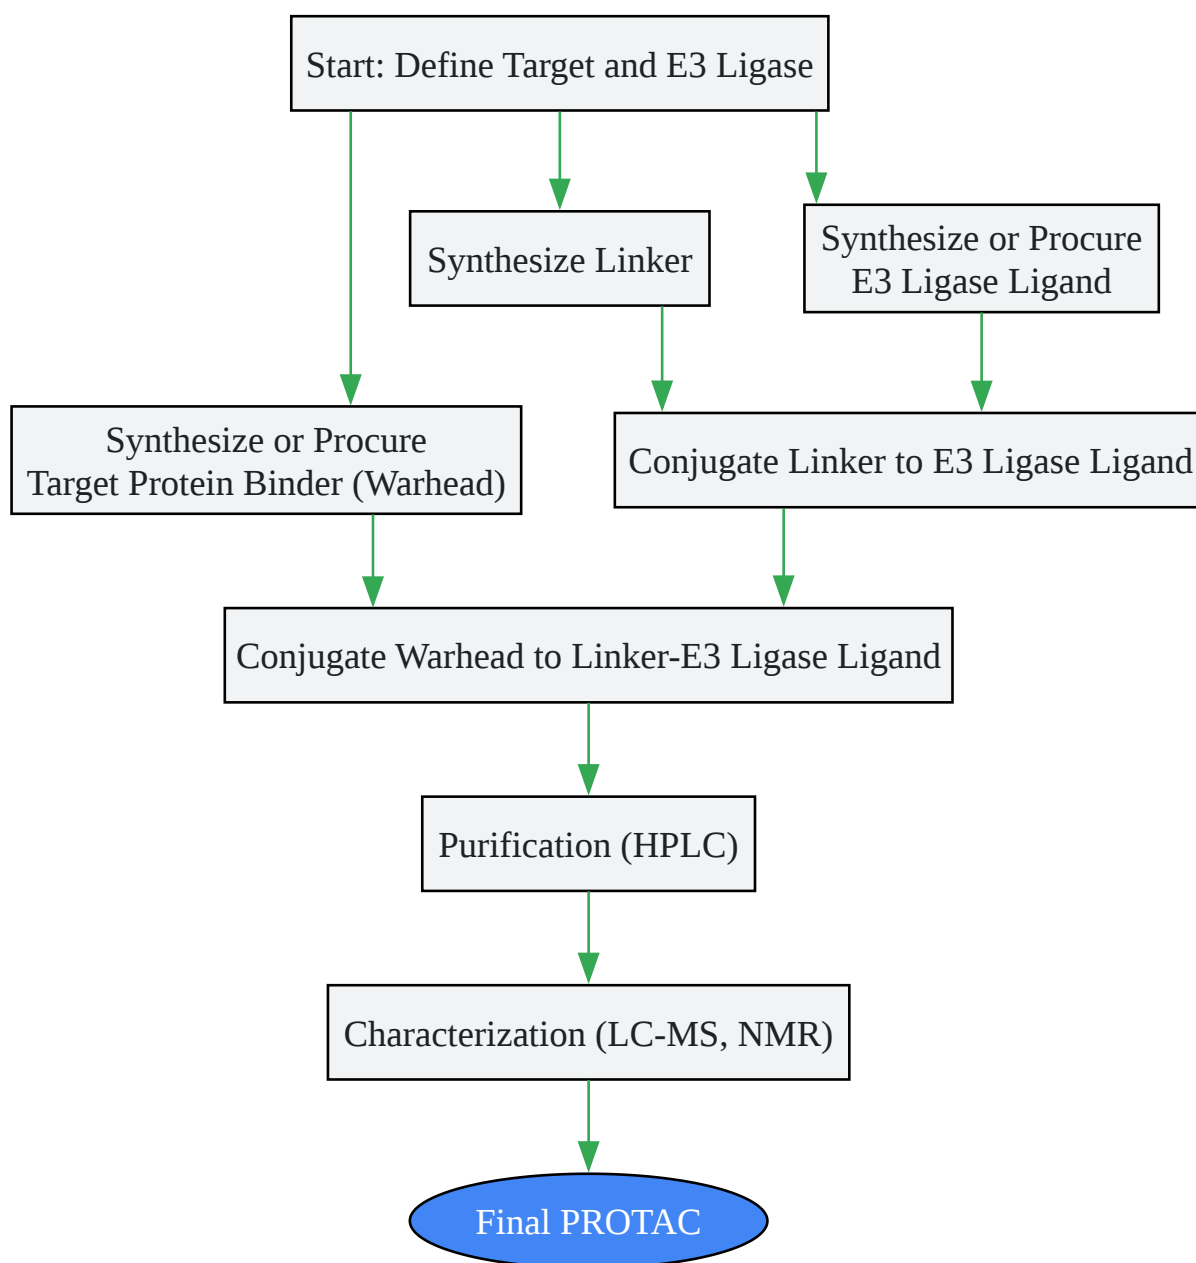 Start: Define Target and E3 Ligase
Synthesize Linker
Synthesize or Procure
E3 Ligase Ligand
Synthesize or Procure
Target Protein Binder (Warhead)
Conjugate Linker to E3 Ligase Ligand
Conjugate Warhead to Linker-E3 Ligase Ligand
Purification (HPLC)
Characterization (LC-MS, NMR)
Final PROTAC